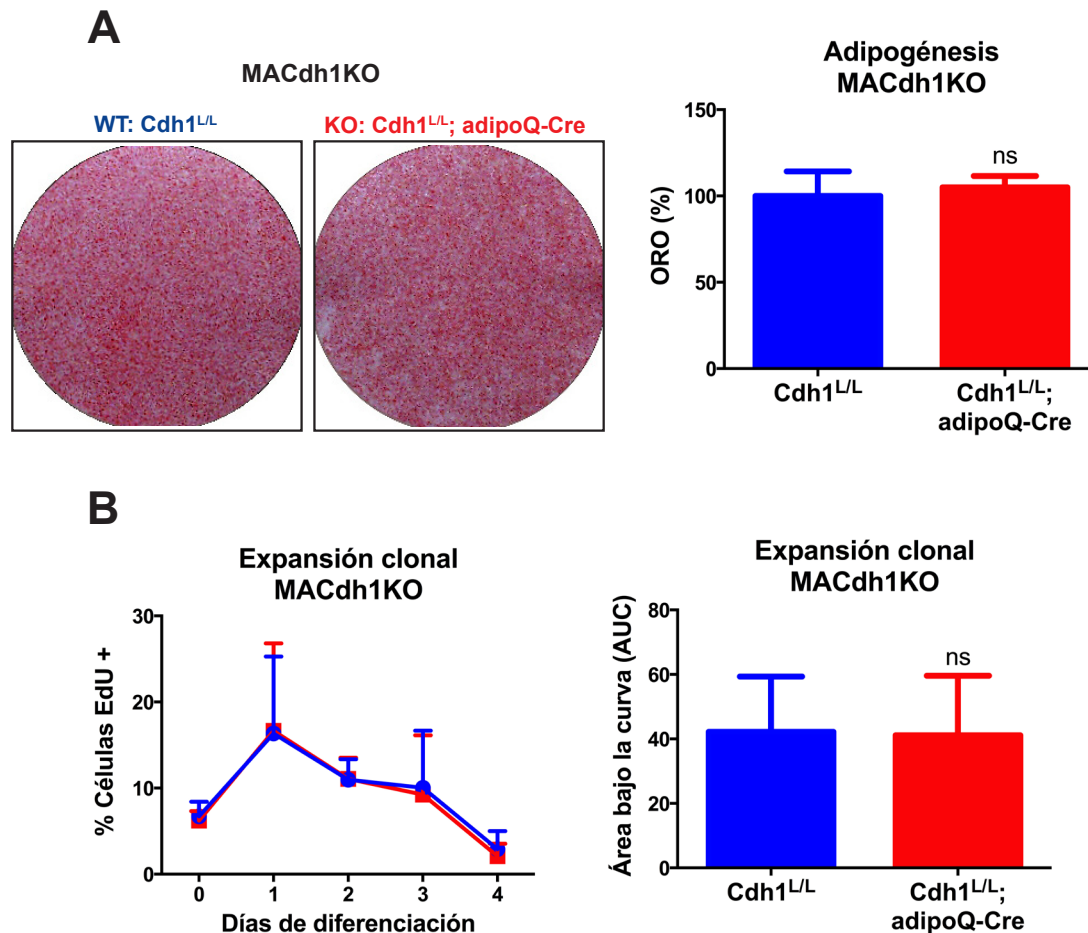 A
MACdh1KO
WT: Cdh1L/L
KO: Cdh1L/L; adipoQ-Cre
Adipogénesis
MACdh1KO
ORO (%)
150
100
50
0
ns
Cdh1L/L
Cdh1L/L;
adipoQ-Cre
B
Expansión clonal
MACdh1KO
% Células EdU +
30
20
10
0
0 1 2 3 4
Días de diferenciación
Expansión clonal
MACdh1KO
Área bajo la curva (AUC)
80
60
40
20
0
ns
Cdh1L/L
Cdh1L/L;
adipoQ-Cre